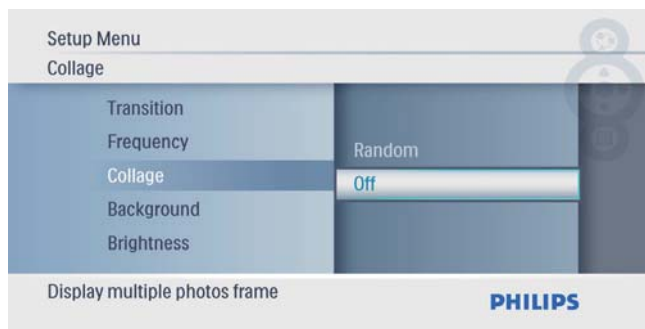 Setup Menu
Collage
Transition
Frequency
Collage
Background
Brightness
Random
Off
Display multiple photos frame
PHILIPS